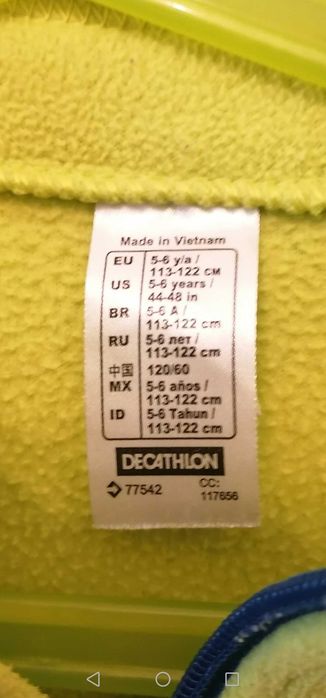 Made in Vietnam
EU 5-6 y/a /
113-122 CM
US 5-6 years /
44-48 in
BR 5-6 A /
113-122 cm
RU 5-6 лет /
113-122 cm
中国 120/60
MX 5-6 años /
113-122 cm
ID 5-6 Tahun /
113-122 cm
DECATHLON
77542 CC:
117656